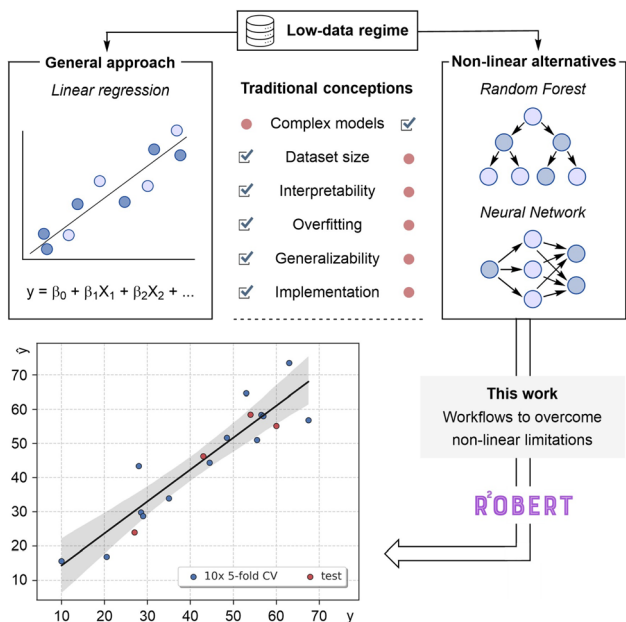 Low-data regime
General approach
Linear regression
y = β₀ + β₁X₁ + β₂X₂ + ...
Traditional conceptions
Complex models
Dataset size
Interpretability
Overfitting
Generalizability
Implementation
Non-linear alternatives
Random Forest
Neural Network
This work
Workflows to overcome
non-linear limitations
R²OBERT
ŷ
70
60
50
40
30
20
10
10x 5-fold CV test
10 20 30 40 50 60 70 y